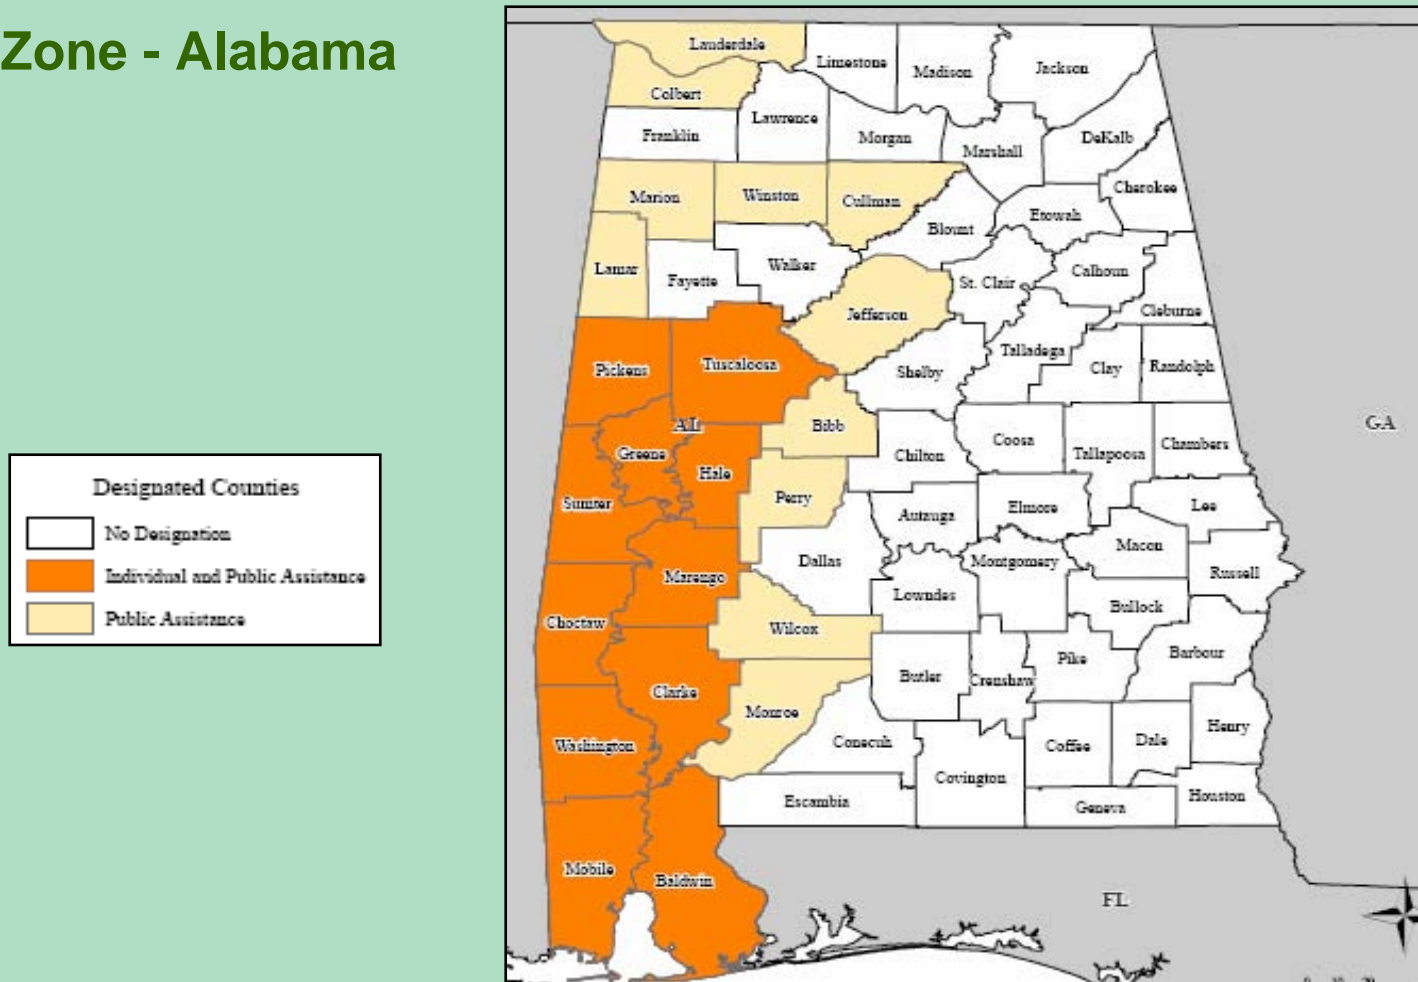 Zone - Alabama
Lauderdale
Limestone
Madison
Jackson
Colbert
Lawrence
Franklin
Morgan
Marshall
DeKalb
Cherokee
Marion
Winston
Cullman
Etowah
Blount
Lamar
Fayette
Walker
St. Clair
Calhoun
Cleburne
Jefferson
Talladega
Pickens
Tuscaloosa
Shelby
Clay
Randolph
AL
Bibb
GA
Greene
Hale
Chilton
Coosa
Tallapoosa
Chambers
Sumter
Perry
Autauga
Elmore
Lee
Macon
Dallas
Montgomery
Russell
Marengo
Lowndes
Bullock
Choctaw
Wilcox
Pike
Barbour
Butler
Crenshaw
Clarke
Monroe
Henry
Washington
Conecuh
Coffee
Dale
Covington
Escambia
Geneva
Houston
Mobile
Baldwin
FL
Designated Counties
No Designation
Individual and Public Assistance
Public Assistance